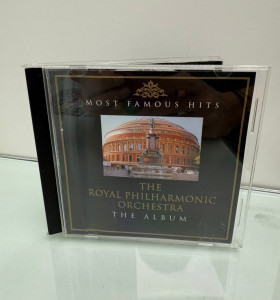 MOST FAMOUS HITS
THE
ROYAL PHILHARMONIC
ORCHESTRA
THE ALBUM